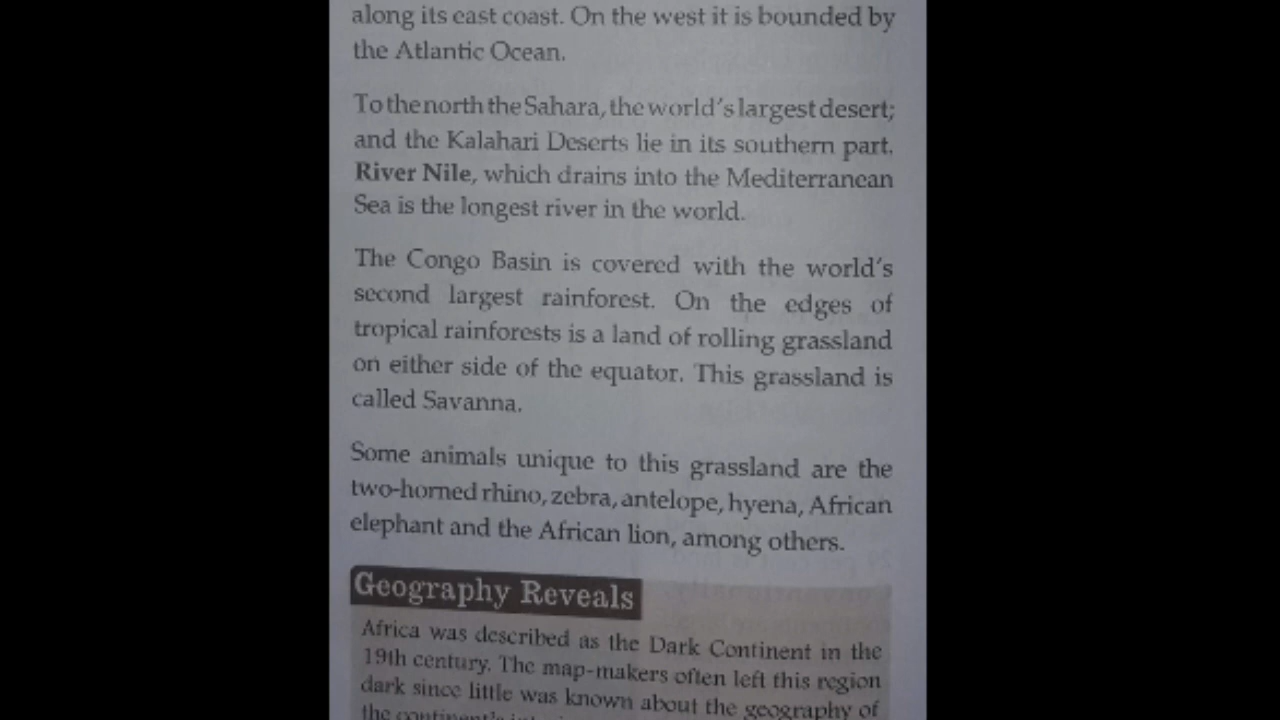 along its east coast. On the west it is bounded by
the Atlantic Ocean.
To the north the Sahara, the world's largest desert;
and the Kalahari Deserts lie in its southern part.
River Nile, which drains into the Mediterranean
Sea is the longest river in the world.
The Congo Basin is covered with the world's
second largest rainforest. On the edges of
tropical rainforests is a land of rolling grassland
on either side of the equator. This grassland is
called Savanna.
Some animals unique to this grassland are the
two-horned rhino, zebra, antelope, hyena, African
elephant and the African lion, among others.
Geography Reveals
Africa was described as the Dark Continent in the
19th century. The map-makers often left this region
dark since little was known about the geography of
the continent's